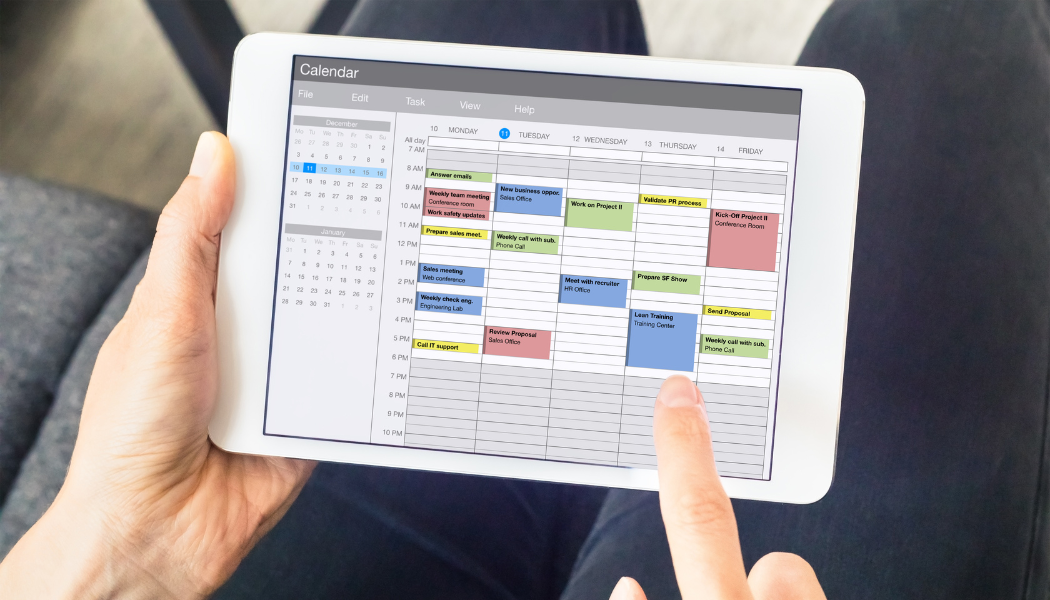 Calendar
File Edit Task View Help
December
Mo Tu We Th Fr Sa Su
26 27 28 29 30 1 2
3 4 5 6 7 8 9
10 11 12 13 14 15 16
17 18 19 20 21 22 23
24 25 26 27 28 29 30
31 1 2 3 4 5 6
January
Mo Tu We Th Fr Sa Su
31 1 2 3 4 5 6
7 8 9 10 11 12 13
14 15 16 17 18 19 20
21 22 23 24 25 26 27
28 29 30 31 1 2 3
10 MONDAY 11 TUESDAY 12 WEDNESDAY 13 THURSDAY 14 FRIDAY
All day
7 AM
8 AM
9 AM
10 AM
11 AM
12 PM
1 PM
2 PM
3 PM
4 PM
5 PM
6 PM
7 PM
8 PM
9 PM
10 PM
Answer emails
Weekly team meeting
Conference room
Work safety updates
Prepare sales meet.
Sales meeting
Web conference
Weekly check eng.
Engineering Lab
Call IT support
New business oppor.
Sales Office
Weekly call with sub.
Phone Call
Review Proposal
Sales Office
Work on Project II
Meet with recruiter
HR Office
Validate PR process
Prepare SF Show
Lean Training
Training Center
Kick-Off Project II
Conference Room
Send Proposal
Weekly call with sub.
Phone Call